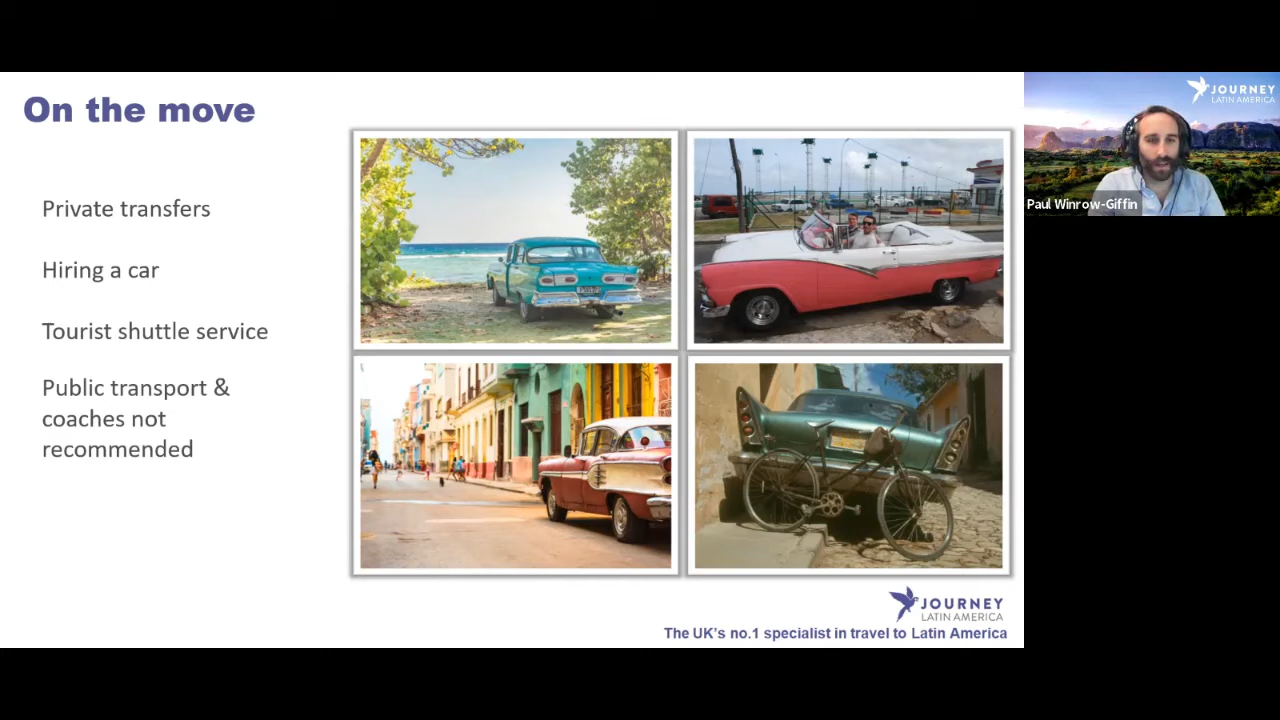 On the move
Private transfers
Hiring a car
Tourist shuttle service
Public transport &
coaches not
recommended
JOURNEY
LATIN AMERICA
The UK's no.1 specialist in travel to Latin America
JOURNEY
LATIN AMERICA
Paul Winrow-Giffin